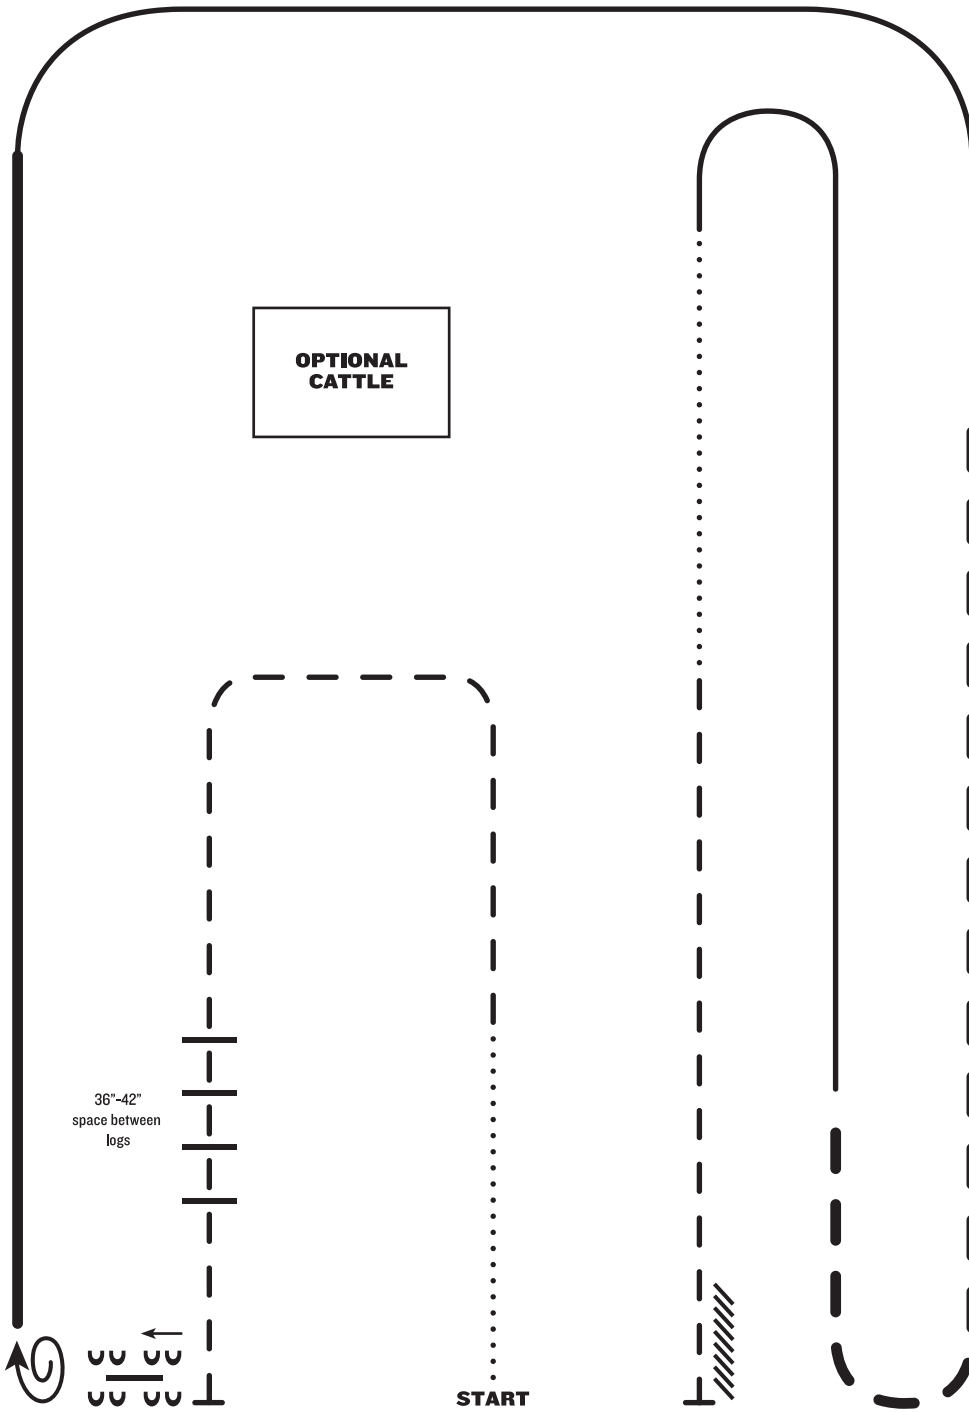 OPTIONAL
CATTLE
36”-42”
space between
logs
START